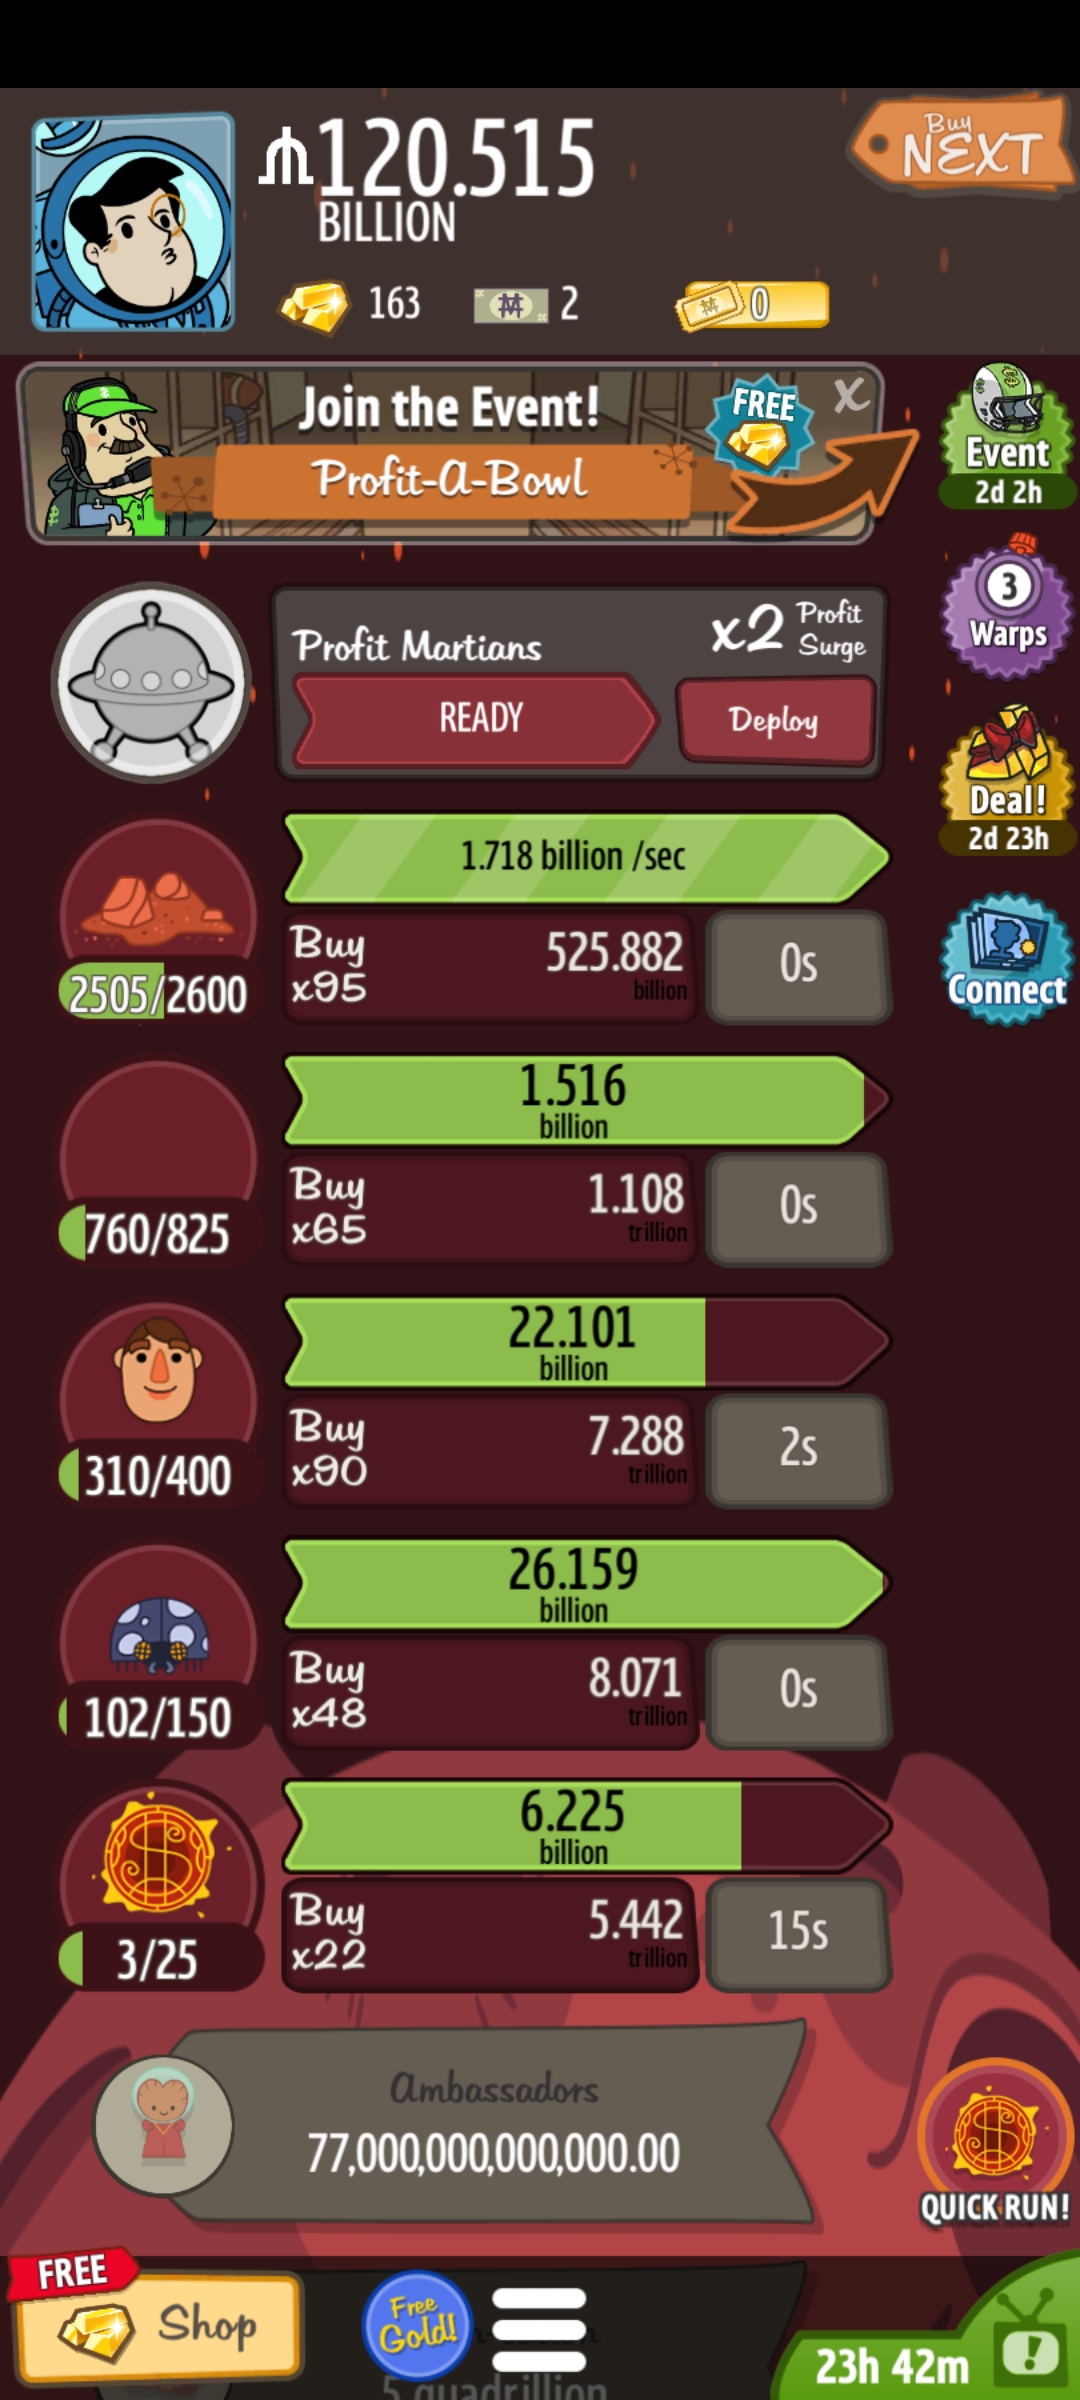 ₼120.515
BILLION
Buy
NEXT
163
2
0
Join the Event!
Profit-A-Bowl
FREE
X
Event
2d 2h
3
Warps
Profit Martians
x2 Profit
Surge
READY
Deploy
Deal!
2d 23h
1.718 billion /sec
Buy
x95
525.882
billion
0s
2505/2600
Connect
1.516
billion
Buy
x65
1.108
trillion
0s
760/825
22.101
billion
Buy
x90
7.288
trillion
2s
310/400
26.159
billion
Buy
x48
8.071
trillion
0s
102/150
6.225
billion
Buy
x22
5.442
trillion
15s
3/25
Ambassadors
77,000,000,000,000.00
QUICK RUN!
FREE
Shop
Free
Gold!
5 quadrillion
23h 42m
!